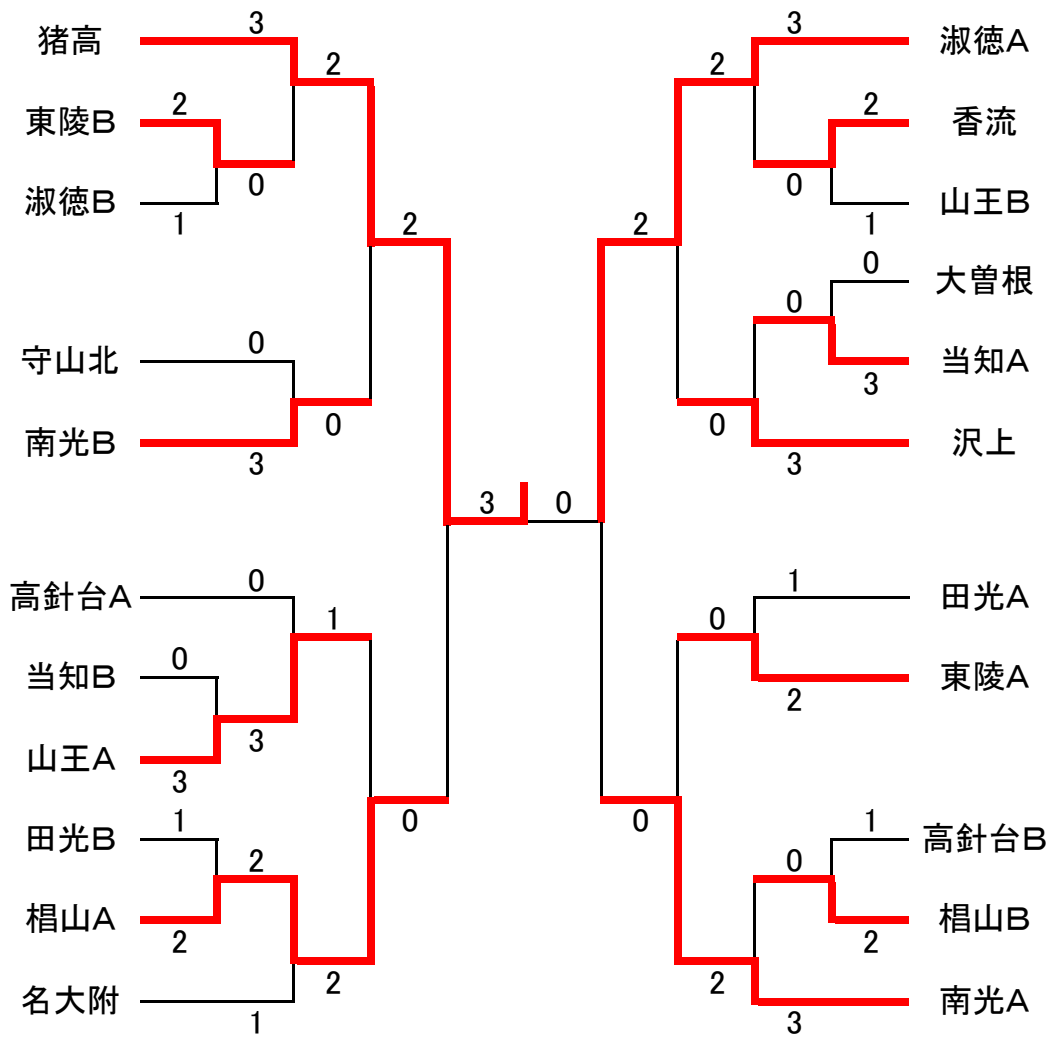 3 3
猪高 淑徳A
2 2
2 2
東陵B 香流
0 0
淑徳B 山王B
1 1
2 2
0
0 大曽根
0
守山北 当知A
3
0 0
南光B 沢上
3 3
3 0
0 1
高針台A 田光A
1 0
0
当知B 東陵A
2
3
山王A
3
1 0 0 1
田光B 高針台B
2 0
椙山A 椙山B
2 2
2 2
名大附 南光A
1 3